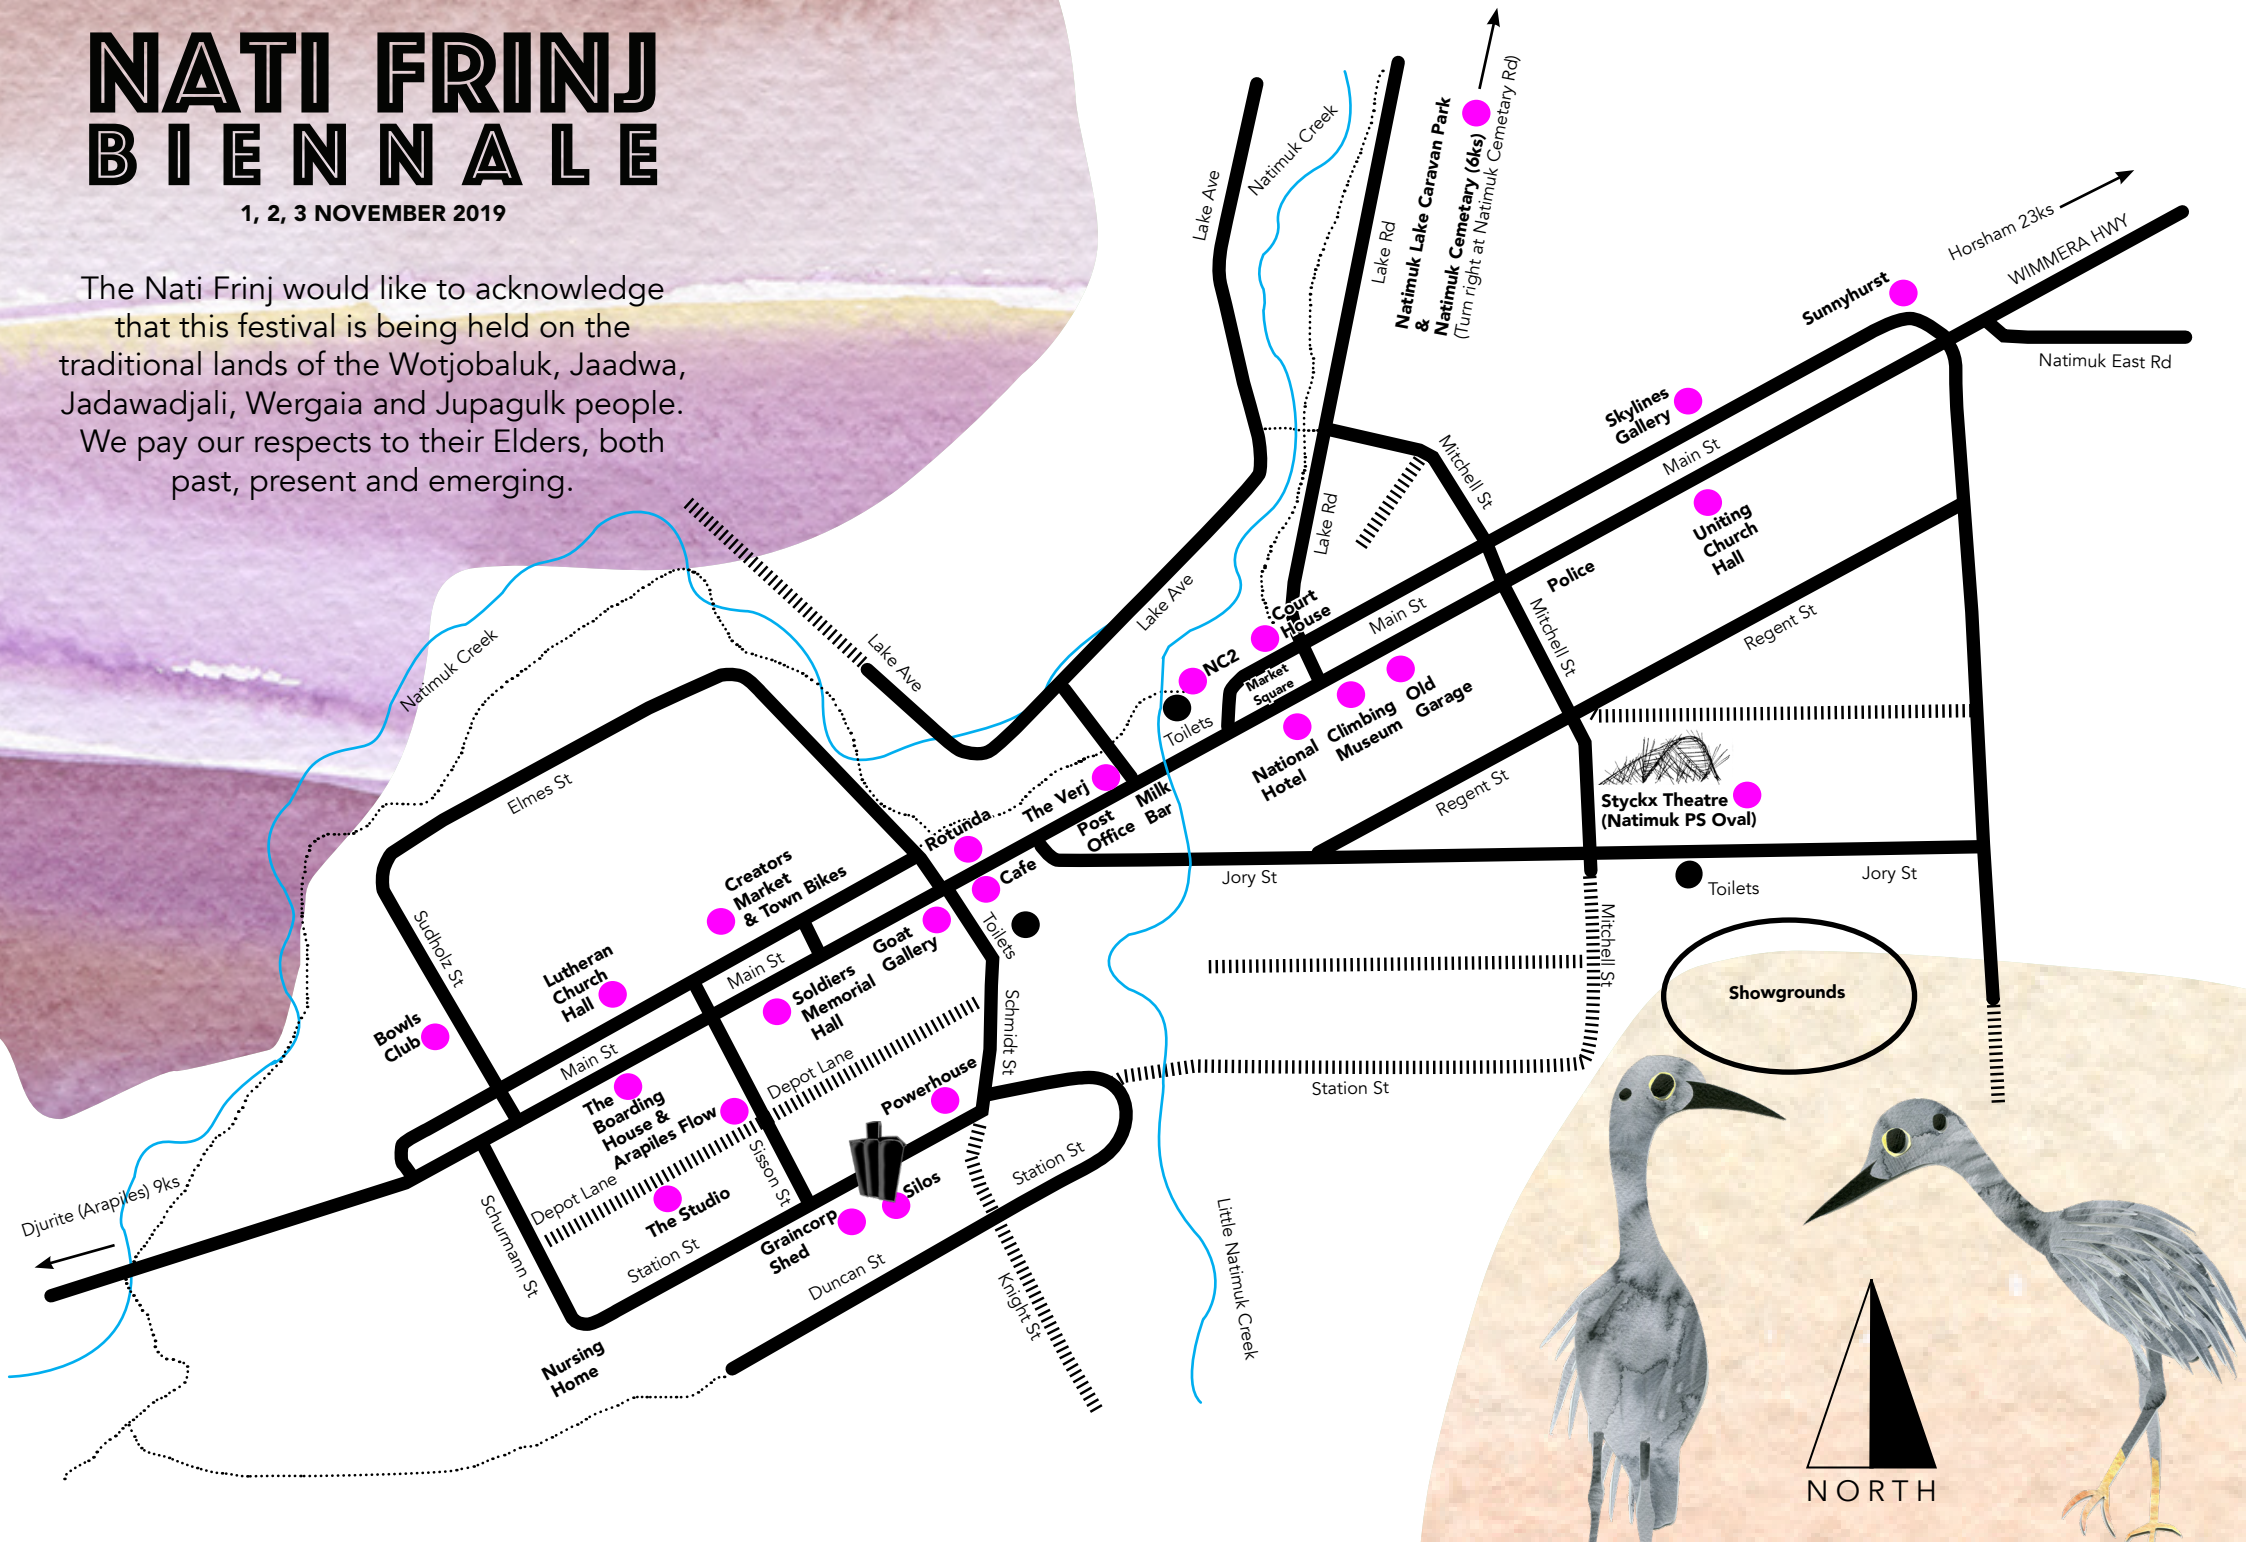 NATI FRINJ
BIENNALE
1, 2, 3 NOVEMBER 2019
The Nati Frinj would like to acknowledge
that this festival is being held on the
traditional lands of the Wotjobaluk, Jaadwa,
Jadawadjali, Wergaia and Jupagulk people.
We pay our respects to their Elders, both
past, present and emerging.
Lake Ave
Natimuk Creek
Lake Rd
Natimuk Lake Caravan Park
&
Natimuk Cemetary (6ks)
(Turn right at Natimuk Cemetary Rd)
Horsham 23ks
WIMMERA HWY
Natimuk East Rd
Sunnyhurst
Skylines
Gallery
Main St
Uniting
Church
Hall
Mitchell St
Lake Rd
Police
Regent St
Main St
Mitchell St
Court
House
NC2
Market
Square
Toilets
Lake Ave
Lake Ave
Natimuk Creek
National
Hotel
Climbing
Museum
Old
Garage
Regent St
Styckx Theatre
(Natimuk PS Oval)
The Verj
Post
Office
Milk
Bar
Jory St
Toilets
Jory St
Elmes St
Rotunda
Cafe
Creators
Market
& Town Bikes
Toilets
Goat
Gallery
Sudholz St
Lutheran
Church
Hall
Main St
Soldiers
Memorial
Hall
Mitchell St
Showgrounds
Bowls
Club
Main St
Schmidt St
Depot Lane
Powerhouse
Station St
The
Boarding
House &
Arapiles Flow
Sisson St
Depot Lane
The Studio
Silos
Station St
Djurite (Arapiles) 9ks
Schurmann St
Station St
Graincorp
Shed
Duncan St
Knight St
Little Natimuk Creek
Nursing
Home
NORTH